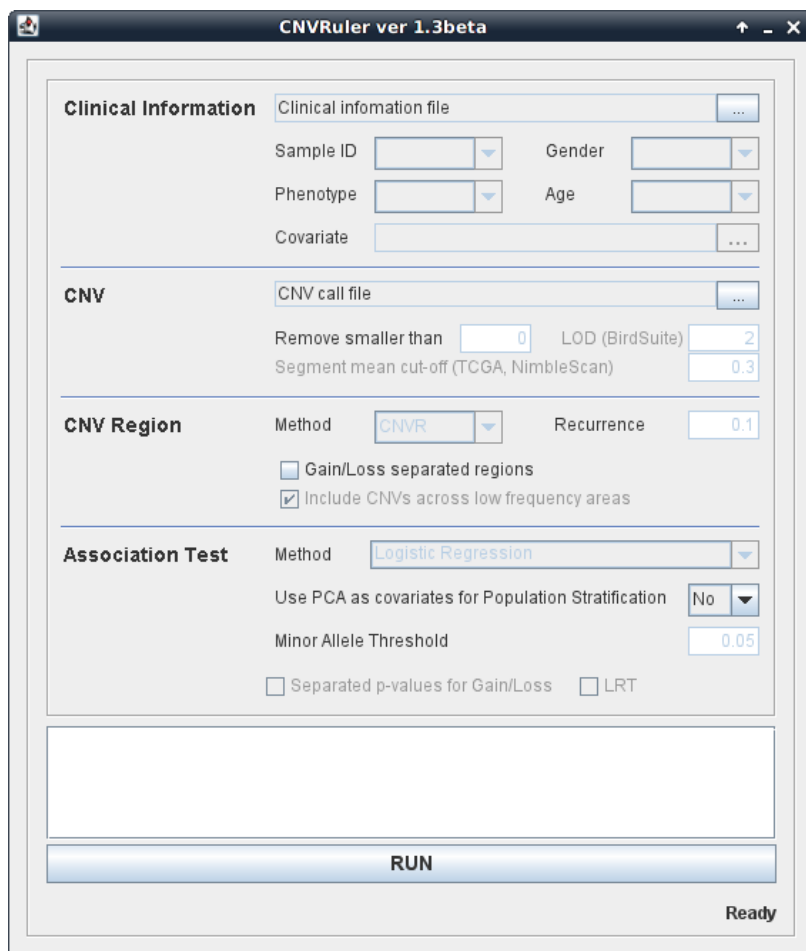 CNVRuler ver 1.3beta
Clinical Information Clinical infomation file ...
Sample ID Gender
Phenotype Age
Covariate ...
CNV CNV call file ...
Remove smaller than 0 LOD (BirdSuite) 2
Segment mean cut-off (TCGA, NimbleScan) 0.3
CNV Region Method CNVR Recurrence 0.1
Gain/Loss separated regions
Include CNVs across low frequency areas
Association Test Method Logistic Regression
Use PCA as covariates for Population Stratification No
Minor Allele Threshold 0.05
Separated p-values for Gain/Loss LRT
RUN
Ready